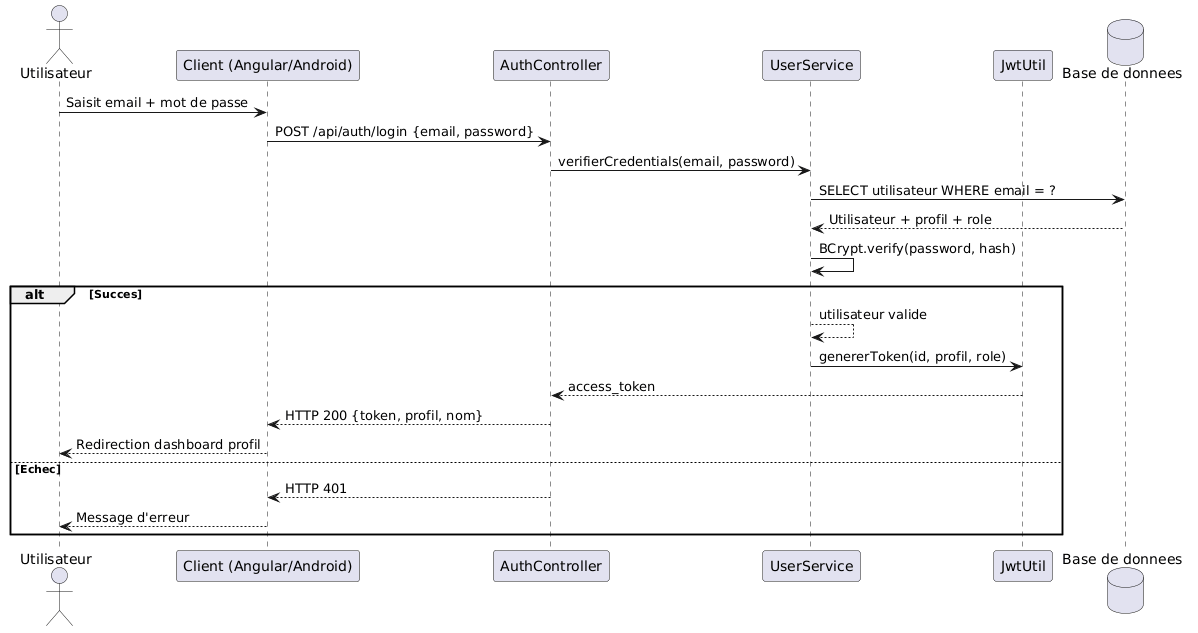 Utilisateur
Client (Angular/Android)
AuthController
UserService
JwtUtil
Base de donnees
Saisit email + mot de passe
POST /api/auth/login {email, password}
verifierCredentials(email, password)
SELECT utilisateur WHERE email = ?
Utilisateur + profil + role
BCrypt.verify(password, hash)
alt [Succes]
utilisateur valide
genererToken(id, profil, role)
access_token
HTTP 200 {token, profil, nom}
Redirection dashboard profil
[Echec]
HTTP 401
Message d'erreur
Utilisateur
Client (Angular/Android)
AuthController
UserService
JwtUtil
Base de donnees